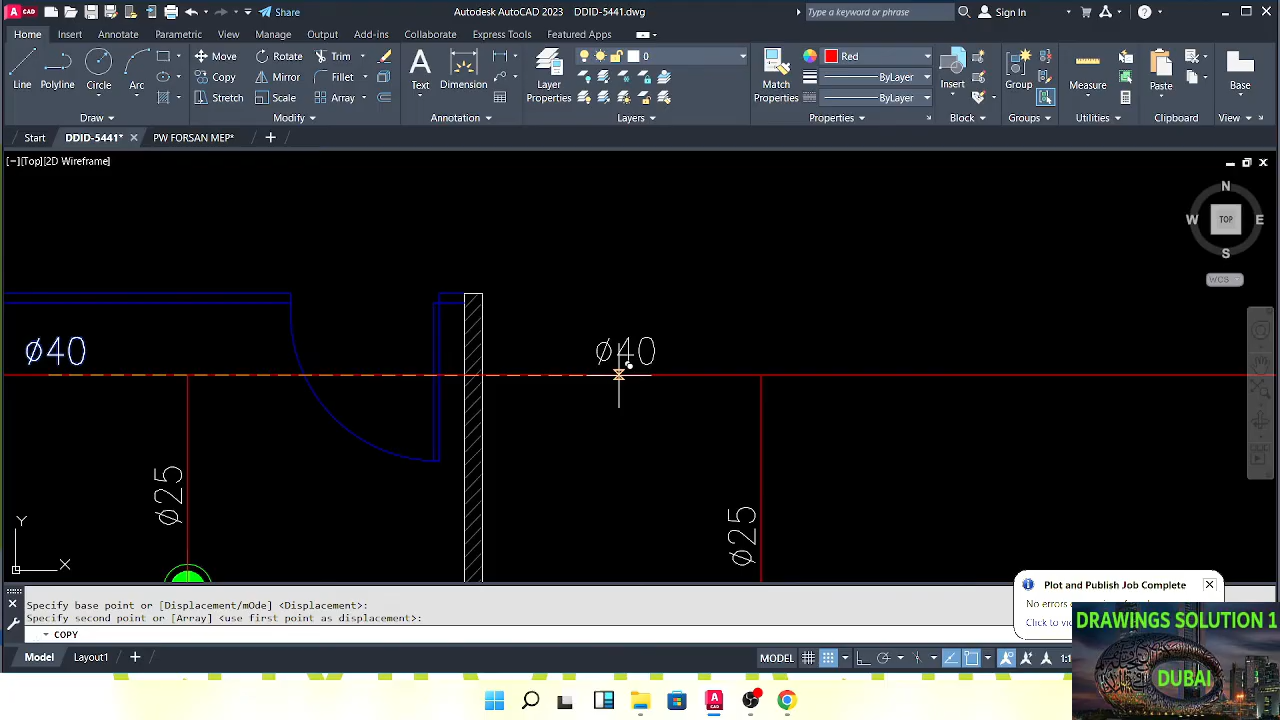 Share
Autodesk AutoCAD 2023 DDID-5441.dwg
Type a keyword or phrase
Sign In
Home Insert Annotate Parametric View Manage Output Add-ins Collaborate Express Tools Featured Apps
Line Polyline Circle Arc
Draw
Move Rotate Trim
Copy Mirror Fillet
Stretch Scale Array
Modify
Text Dimension
Annotation
Layer Properties
0
Layers
Match Properties
Red
ByLayer
ByLayer
Properties
Insert
Block
Group
Groups
Measure
Utilities
Paste
Clipboard
Base
View
Start DDID-5441* PW FORSAN MEP*
[−][Top][2D Wireframe]
N
W TOP E
S
WCS
Ø40
Ø40
Ø25
Ø25
Y
X
Specify base point or [Displacement/mOde] <Displacement>:
Specify second point or [Array] <use first point as displacement>:
COPY
Plot and Publish Job Complete
No errors
Click to
Model Layout1
MODEL
DRAWINGS SOLUTION 1
DUBAI